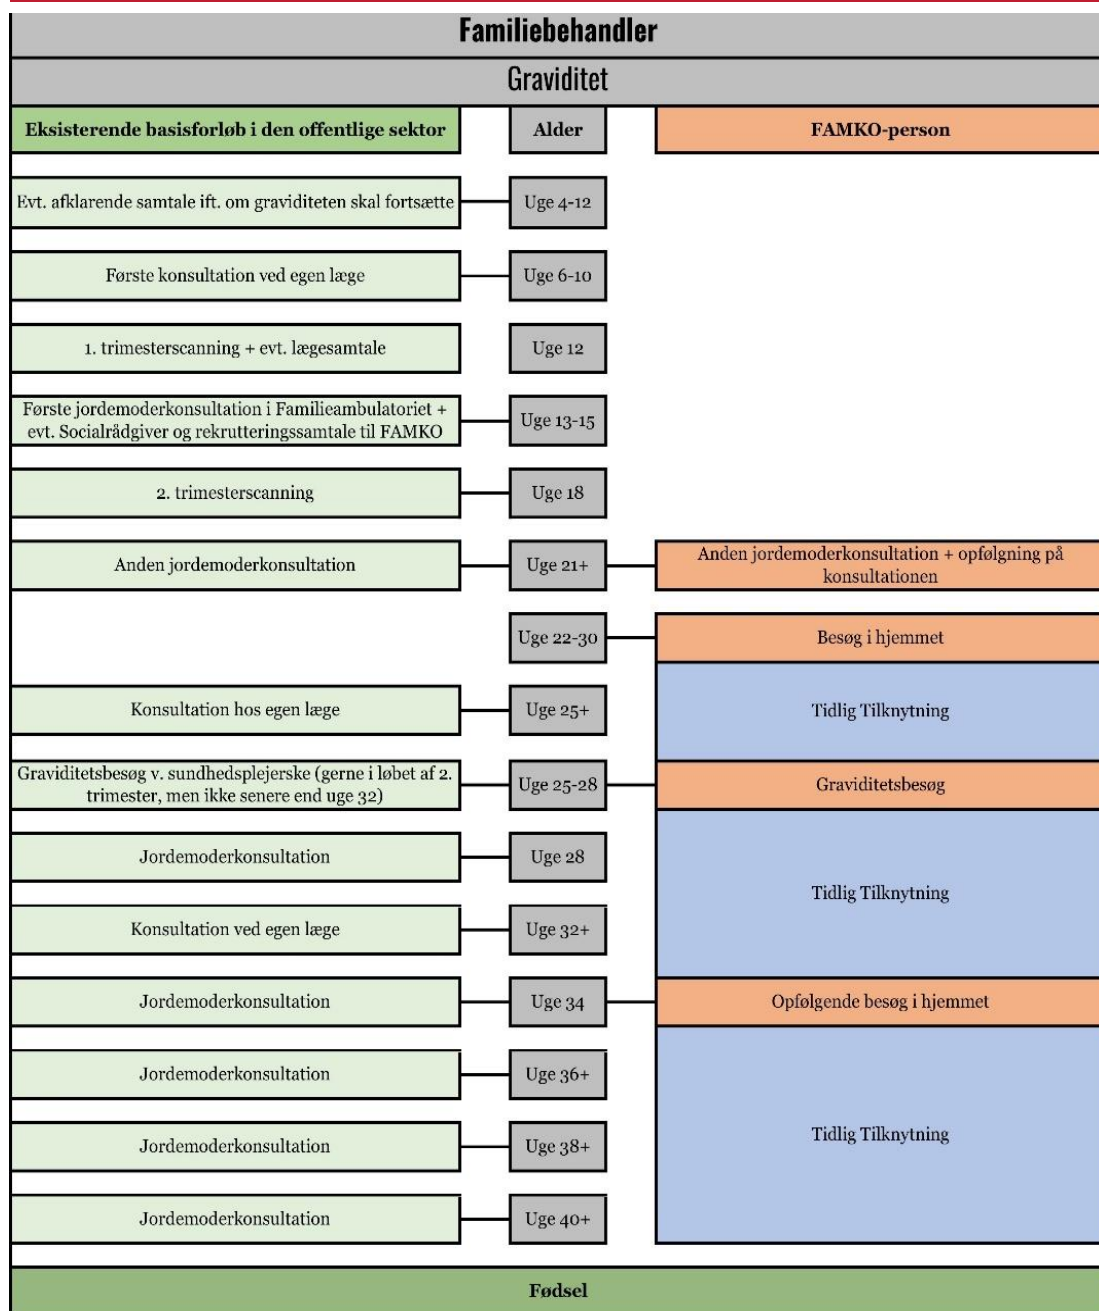 Familiebehandler
Graviditet
Eksisterende basisforløb i den offentlige sektor
Alder
FAMKO-person
Evt. afklarende samtale ift. om graviditeten skal fortsætte
Uge 4-12
Første konsultation ved egen læge
Uge 6-10
1. trimesterscanning + evt. lægesamtale
Uge 12
Første jordemoderkonsultation i Familieambulatoriet +
evt. Socialrådgiver og rekrutteringssamtale til FAMKO
Uge 13-15
2. trimesterscanning
Uge 18
Anden jordemoderkonsultation
Uge 21+
Anden jordemoderkonsultation + opfølgning på
konsultationen
Uge 22-30
Besøg i hjemmet
Konsultation hos egen læge
Uge 25+
Tidlig Tilknytning
Graviditetsbesøg v. sundhedsplejerske (gerne i løbet af 2.
trimester, men ikke senere end uge 32)
Uge 25-28
Graviditetsbesøg
Jordemoderkonsultation
Uge 28
Tidlig Tilknytning
Konsultation ved egen læge
Uge 32+
Jordemoderkonsultation
Uge 34
Opfølgende besøg i hjemmet
Jordemoderkonsultation
Uge 36+
Jordemoderkonsultation
Uge 38+
Tidlig Tilknytning
Jordemoderkonsultation
Uge 40+
Fødsel